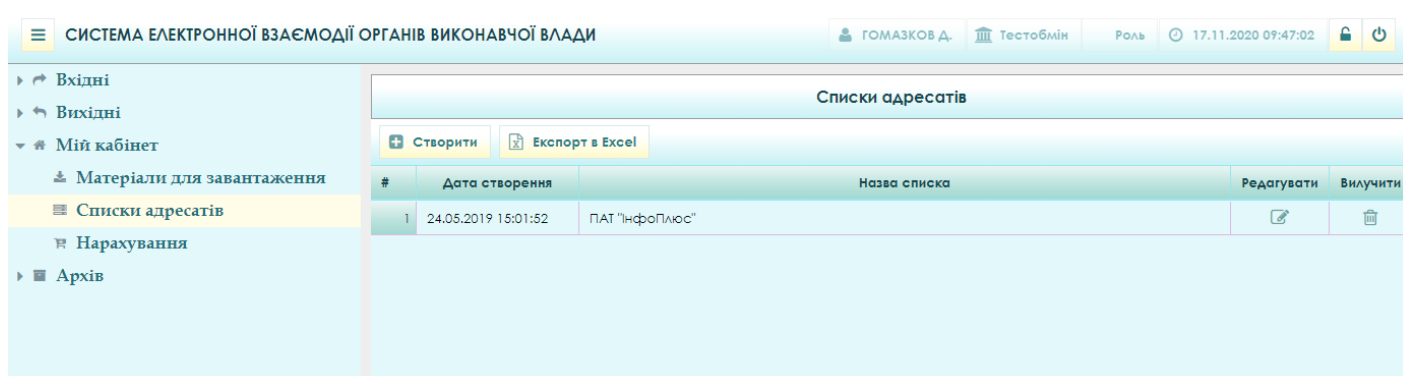 СИСТЕМА ЕЛЕКТРОННОЇ ВЗАЄМОДІЇ ОРГАНІВ ВИКОНАВЧОЇ ВЛАДИ ГОМАЗКОВ Д. Тестобмін Роль 17.11.2020 09:47:02
Вхідні
Вихідні
Мій кабінет
Матеріали для завантаження
Списки адресатів
Нарахування
Архів
Списки адресатів
Створити Експорт в Excel
# Дата створення Назва списка Редагувати Вилучити
1 24.05.2019 15:01:52 ПАТ "ІнфоПлюс"